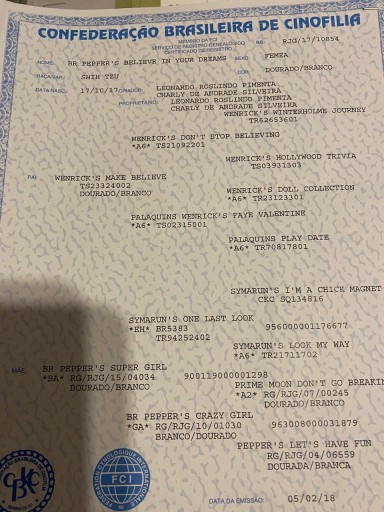 CONFEDERAÇÃO BRASILEIRA DE CINOFILIA
MEMBRO DA FCI
SERVIÇO DE REGISTRO GENEALÓGICO
CERTIFICADO DE REGISTRO
RG: RJG/17/10854
NOME: BR PEPPER'S BELIEVE IN YOUR DREAMS SEXO FEMEA
RAÇA/VAR.: SHIH TZU COR: DOURADO/BRANCO
DATA NASC.: 17/10/17 CRIADOR: LEONARDO ROSLINDO PIMENTA
CHARLY DE ANDRADE SILVEIRA
PROPRIETÁRIO: LEONARDO ROSLINDO PIMENTA
CHARLY DE ANDRADE SILVEIRA
WENRICK'S WINTERHOLME JOURNEY
TR62653601
WENRICK'S DON'T STOP BELIEVING
*A6* TS21092201
WENRICK'S HOLLYWOOD TRIVIA
TS03931303
PAI: WENRICK'S MAKE BELIEVE
TS23324002
DOURADO/BRANCO
WENRICK'S DOLL COLLECTION
*A6* TR23123301
PALAQUINS WENRICK'S FAYE VALENTINE
*A6* TS02315001
PALAQUINS PLAY DATE
*A6* TR70817801
SYMARUN'S I'M A CHICK MAGNET
CKC SQ134816
SYMARUN'S ONE LAST LOOK
*EH* BR5383 956000001176677
TR94252402
SYMARUN'S LOOK MY WAY
*A6* TR21711702
MÃE: BR PEPPER'S SUPER GIRL
*BA* RG/RJG/15/04034 900119000001298
DOURADO/BRANCO
PRIME MOON DON'T GO BREAKIN
*A2* RG/RJG/07/00245
DOURADO/BRANCO
BR PEPPER'S CRAZY GIRL
*GA* RG/RJG/10/01030 963008000031879
BRANCO/DOURADO
PEPPER'S LET'S HAVE FUN
RG/RJG/04/06559
DOURADA/BRANCA
CBKC
FCI
DATA DA EMISSÃO: 05/02/18